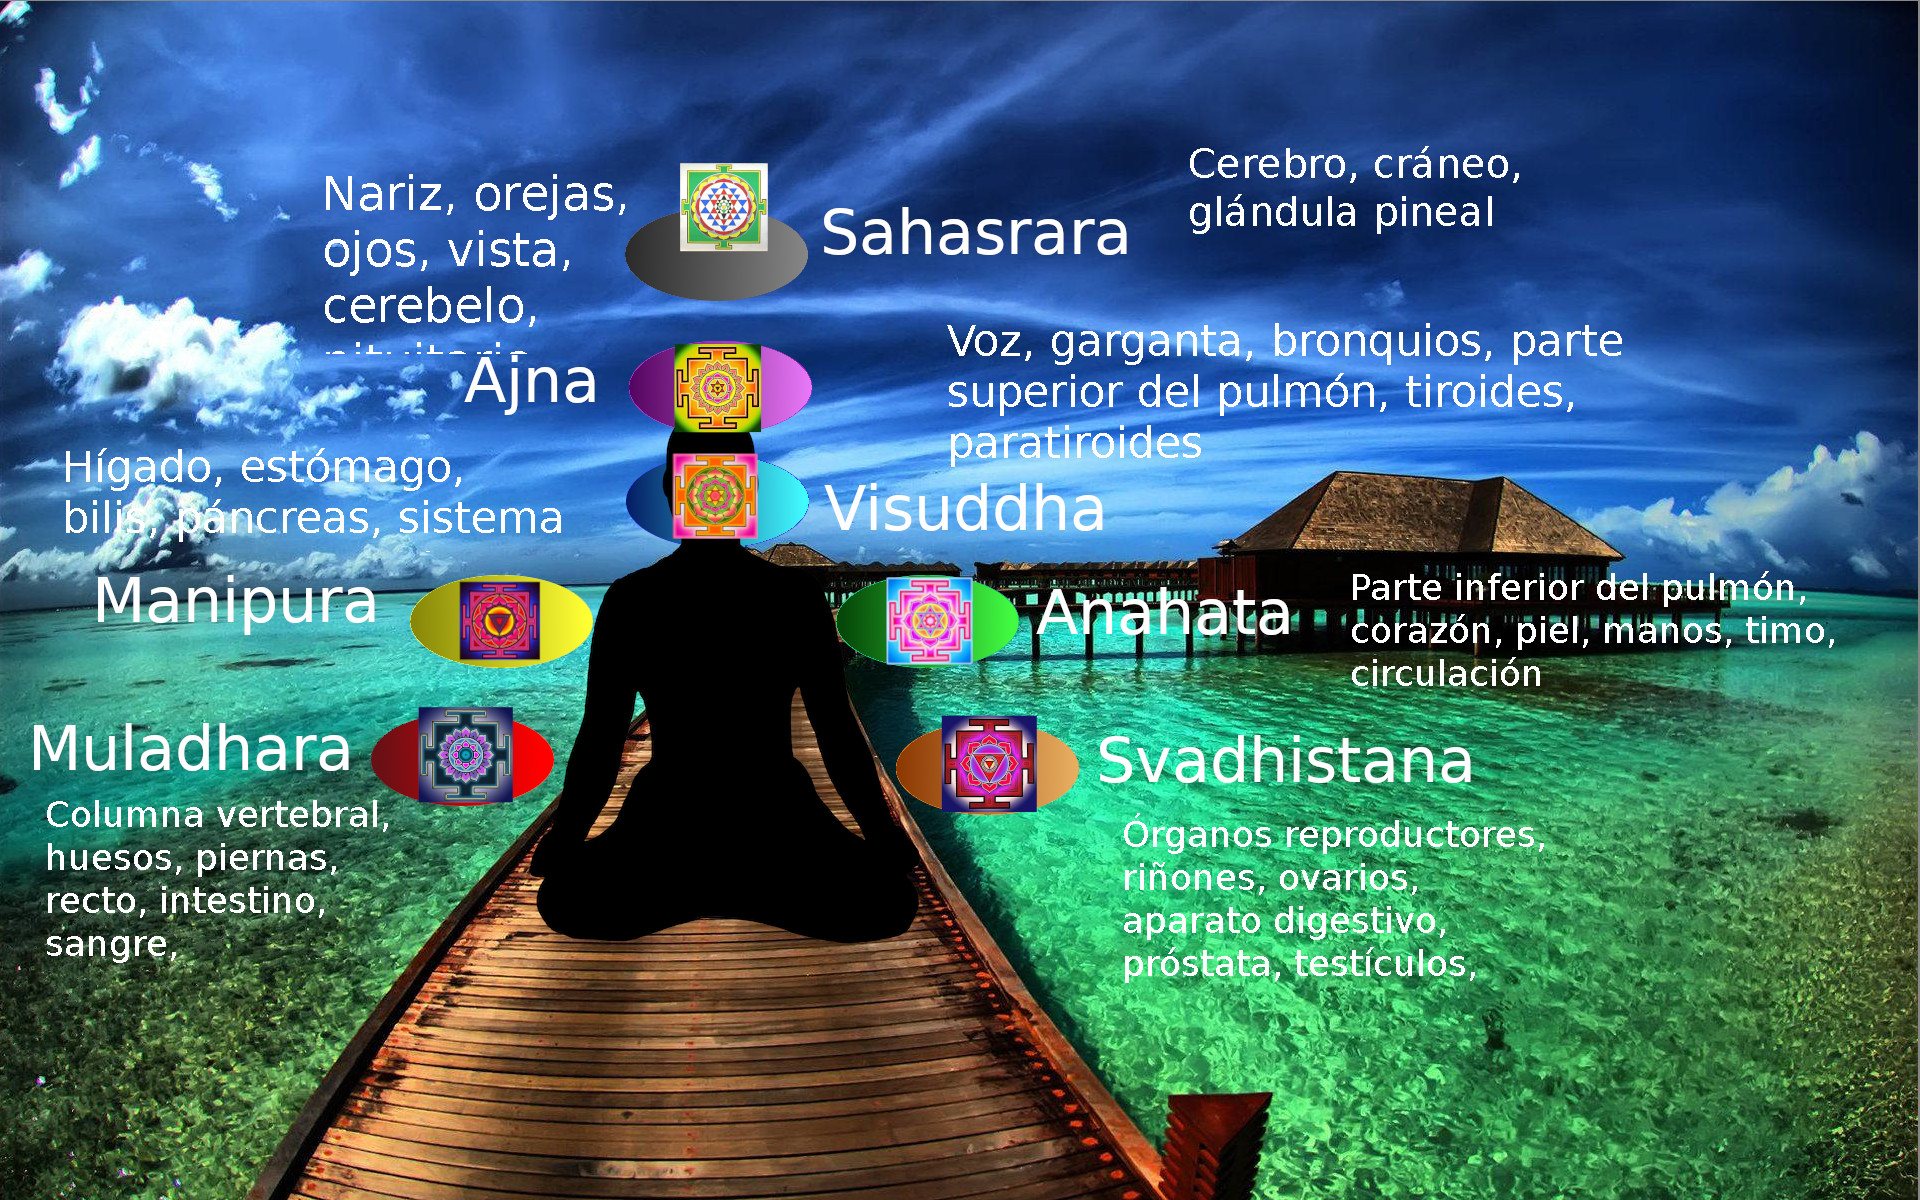 Cerebro, cráneo,
glándula pineal
Sahasrara
Nariz, orejas,
ojos, vista,
cerebelo,
Ajna
Voz, garganta, bronquios, parte
superior del pulmón, tiroides,
paratiroides
Visuddha
Hígado, estómago,
bilis, páncreas, sistema
Manipura
Anahata
Parte inferior del pulmón,
corazón, piel, manos, timo,
circulación
Muladhara
Columna vertebral,
huesos, piernas,
recto, intestino,
sangre,
Svadhistana
Órganos reproductores,
riñones, ovarios,
aparato digestivo,
próstata, testículos,